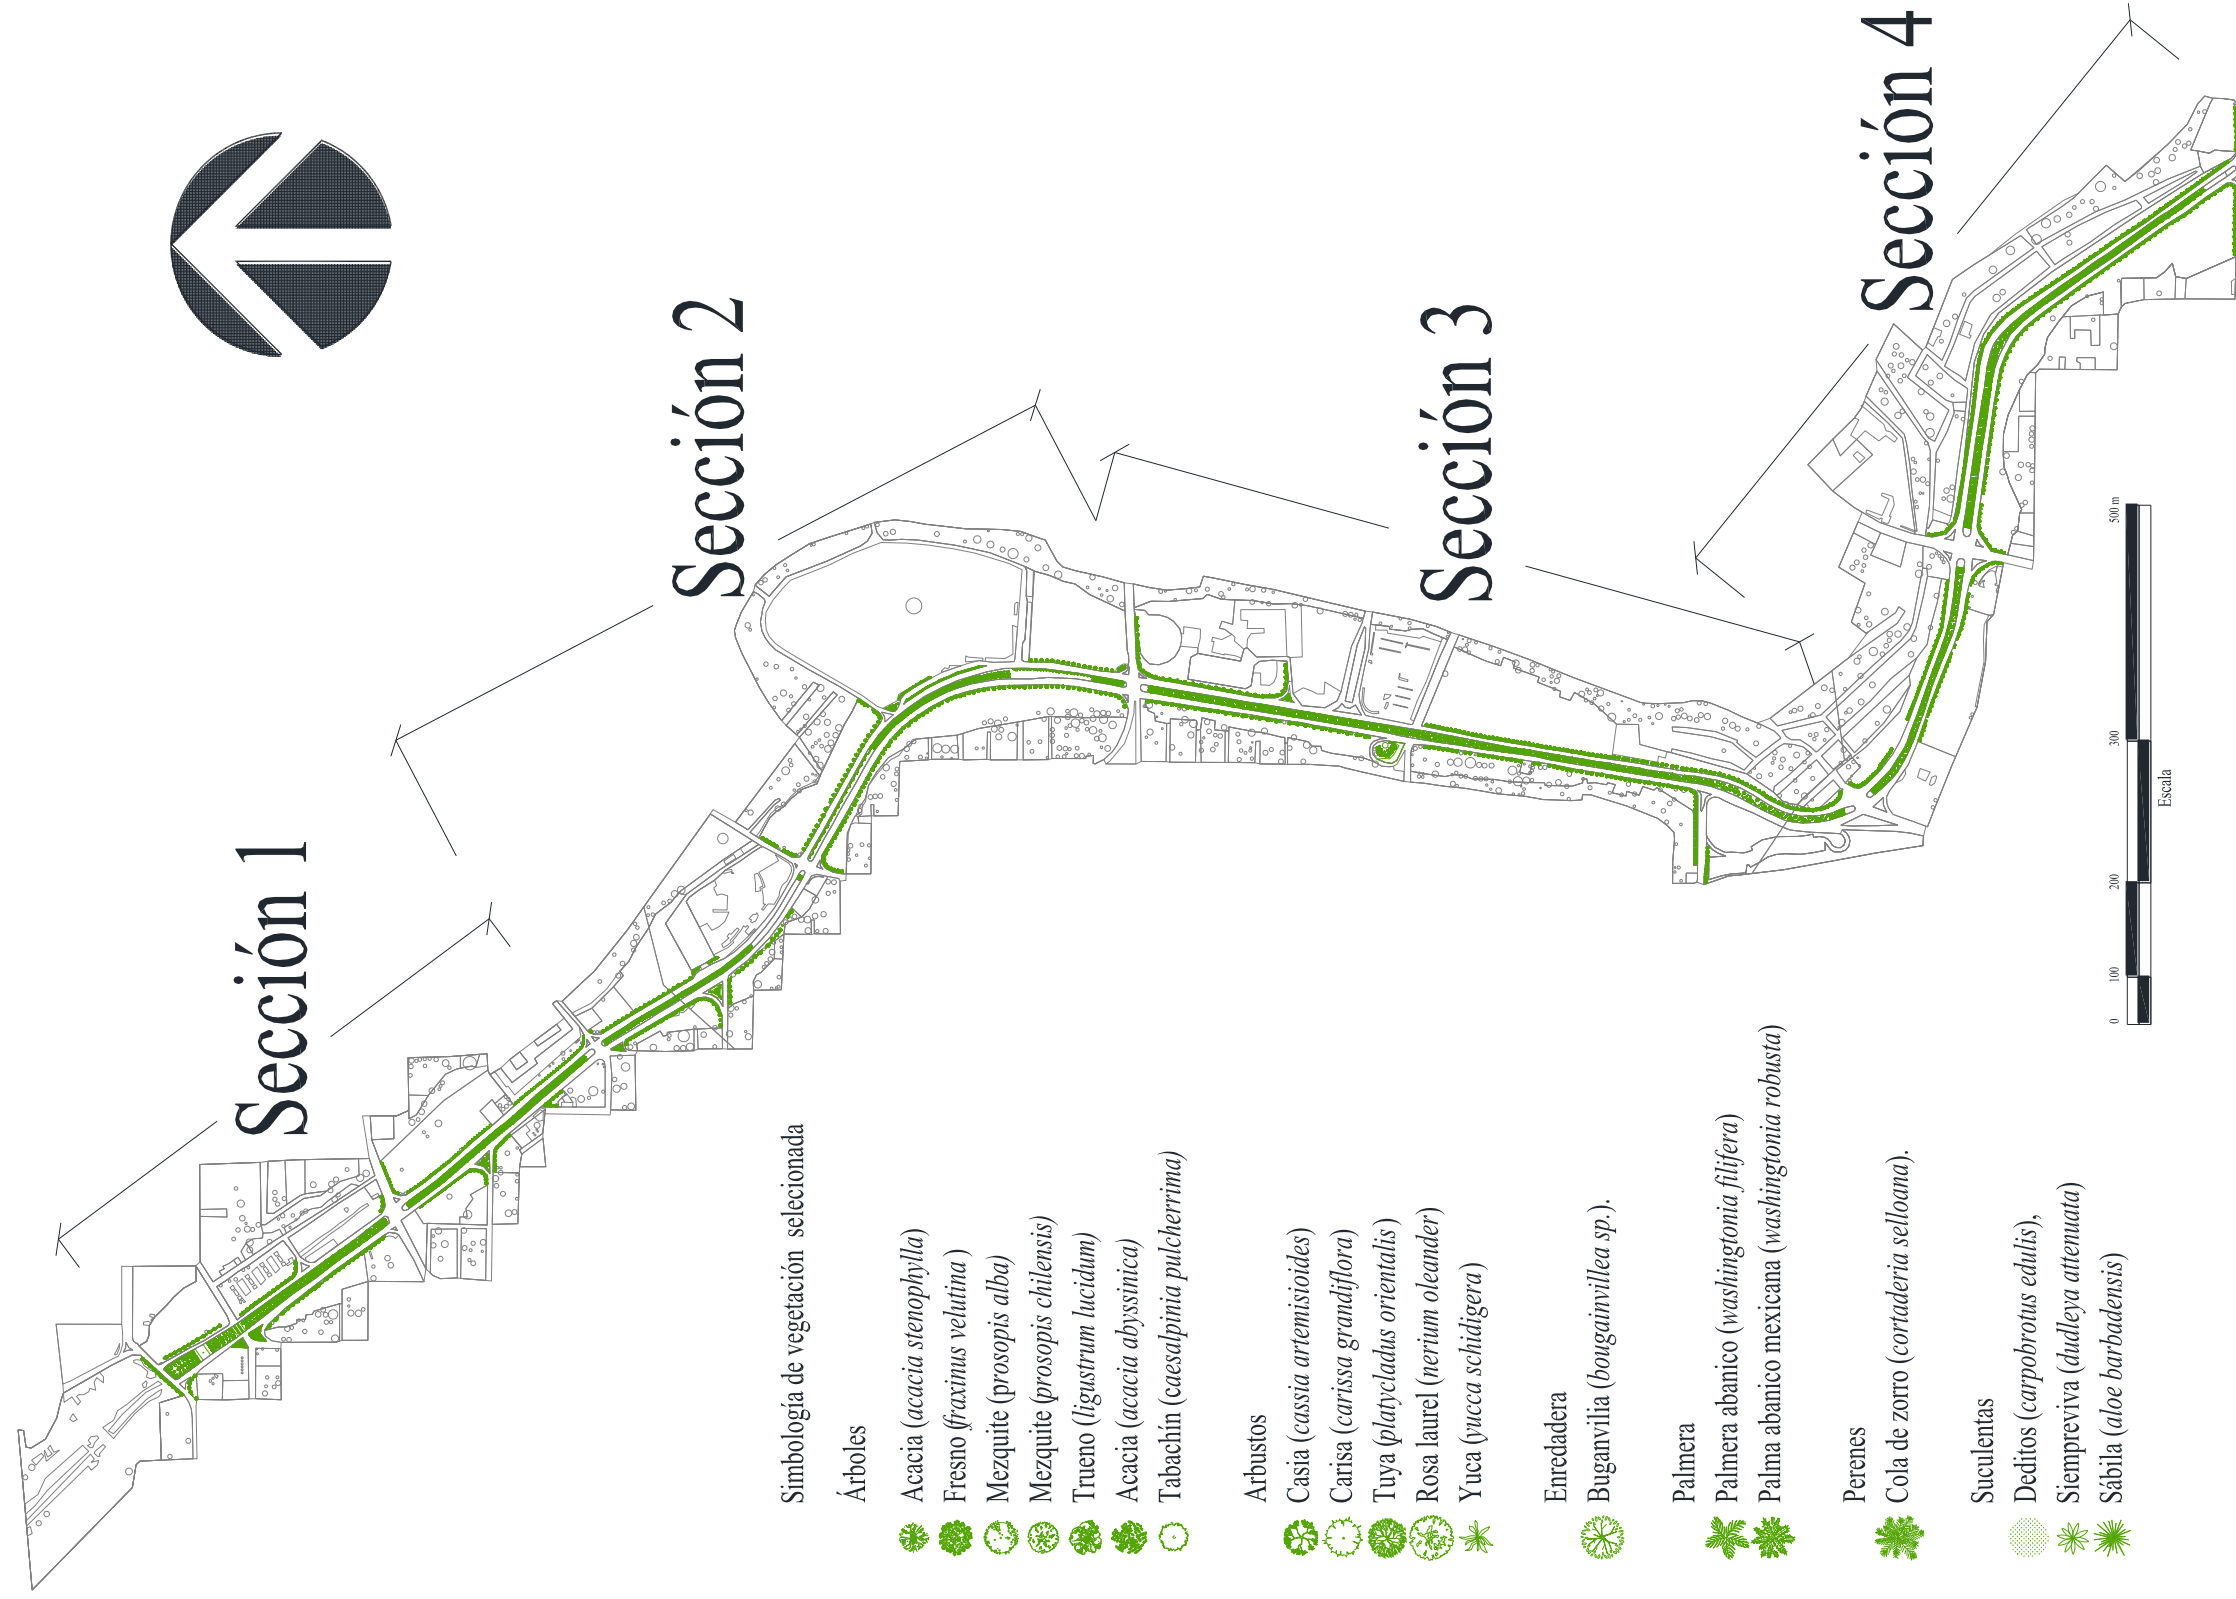 Sección 1
Sección 2
Sección 3
Sección 4
Simbología de vegetación selecionada
Árboles
Acacia (acacia stenophylla)
Fresno (fraxinus velutina )
Mezquite (prosopis alba)
Mezquite (prosopis chilensis)
Trueno (ligustrum lucidum)
Acacia (acacia abyssinica)
Tabachín (caesalpinia pulcherrima)
Arbustos
Casia (cassia artemisioides)
Carisa (carissa grandiflora)
Tuya (platycladus orientalis )
Rosa laurel (nerium oleander)
Yuca (yucca schidigera)
Enredadera
Buganvilia (bougainvillea sp.).
Palmera
Palmera abanico (washingtonia filifera)
Palma abanico mexicana (washingtonia robusta)
Perenes
Cola de zorro (cortaderia selloana).
Suculentas
Deditos (carpobrotus edulis),
Siempreviva (dudleya attenuata)
Sábila (aloe barbadensis)
0 100 200 300 500 m
Escala